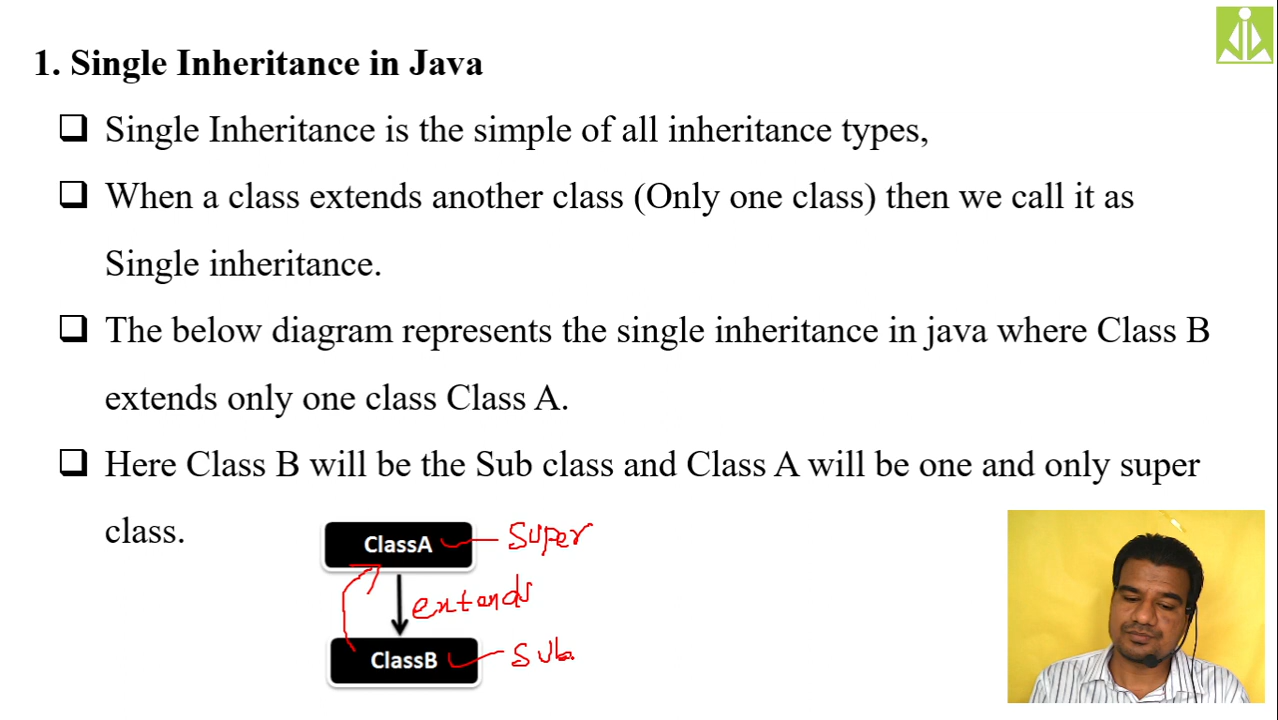 1. Single Inheritance in Java
Single Inheritance is the simple of all inheritance types,
When a class extends another class (Only one class) then we call it as
Single inheritance.
The below diagram represents the single inheritance in java where Class B
extends only one class Class A.
Here Class B will be the Sub class and Class A will be one and only super
class.
ClassA super
extends
ClassB sub